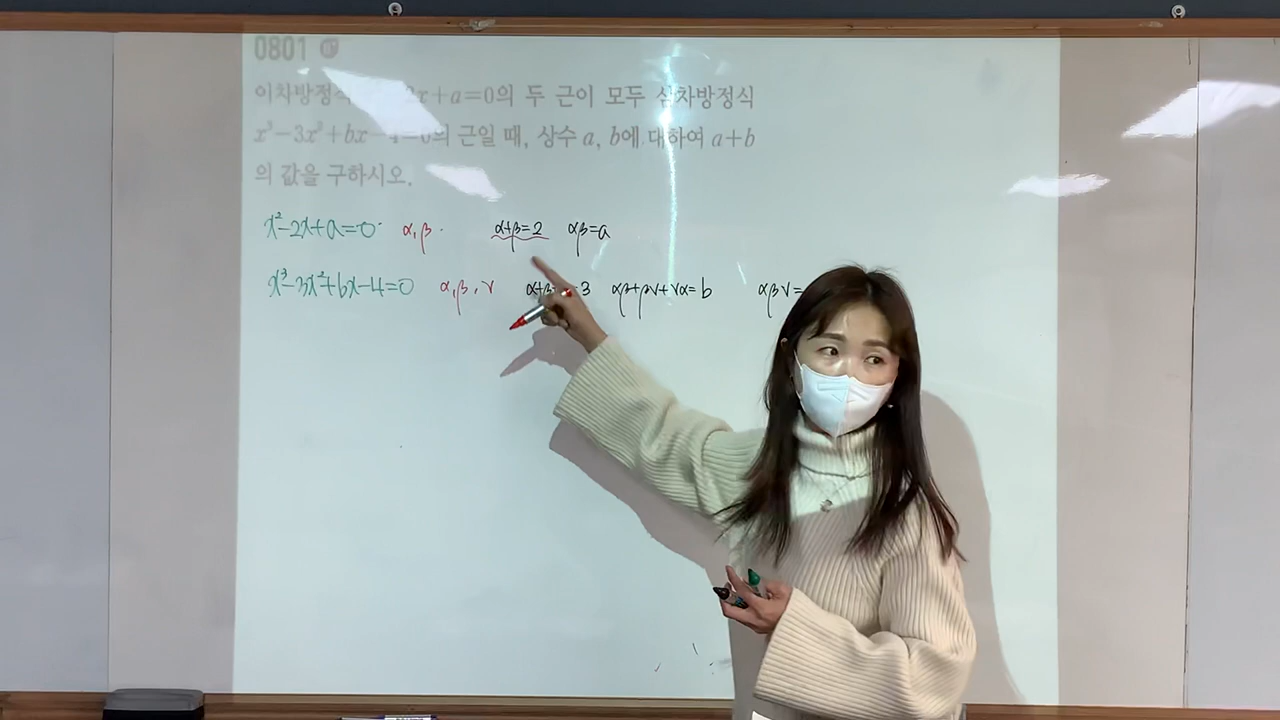 0801
이차방정식 x+a=0의 두 근이 모두 삼차방정식
x³-3x²+bx-4=0의 근일 때, 상수 a, b에 대하여 a+b
의 값을 구하시오.
x²-2x+a=0 α, β α+β=2 αβ=a
x³-3x²+bx-4=0 α, β, γ α+β 3 αβ+βγ+γα=b αβγ=